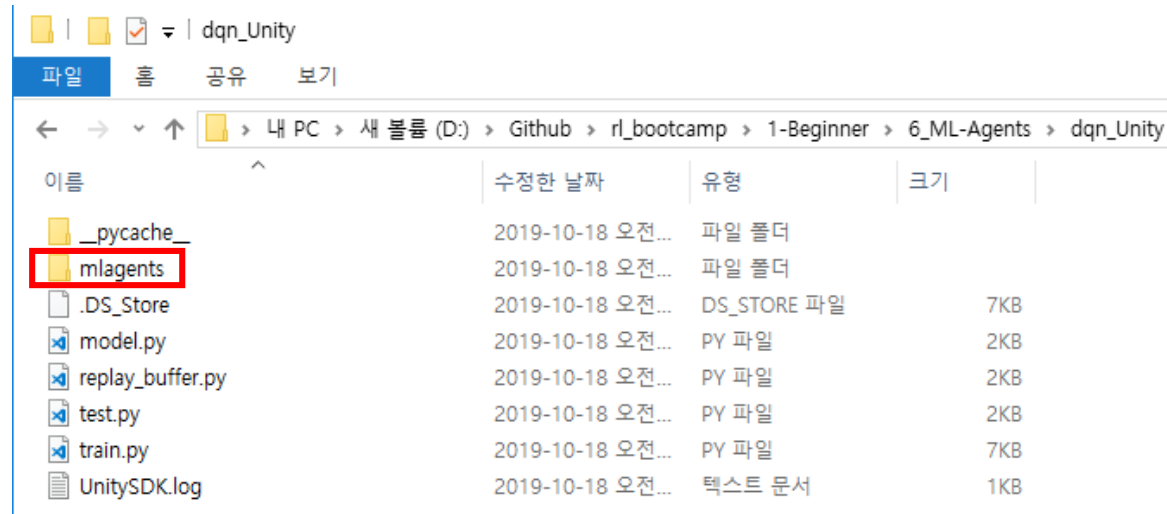 dqn_Unity
파일 홈 공유 보기
내 PC > 새 볼륨 (D:) > Github > rl_bootcamp > 1-Beginner > 6_ML-Agents > dqn_Unity
이름 수정한 날짜 유형 크기
__pycache__ 2019-10-18 오전... 파일 폴더
mlagents 2019-10-18 오전... 파일 폴더
.DS_Store 2019-10-18 오전... DS_STORE 파일 7KB
model.py 2019-10-18 오전... PY 파일 2KB
replay_buffer.py 2019-10-18 오전... PY 파일 2KB
test.py 2019-10-18 오전... PY 파일 2KB
train.py 2019-10-18 오전... PY 파일 7KB
UnitySDK.log 2019-10-18 오전... 텍스트 문서 1KB